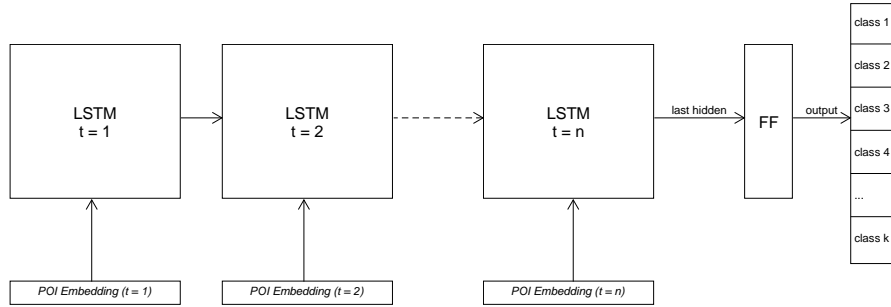 LSTM
t = 1
LSTM
t = 2
LSTM
t = n
last hidden
FF
output
class 1
class 2
class 3
class 4
...
class k
POI Embedding (t = 1)
POI Embedding (t = 2)
POI Embedding (t = n)